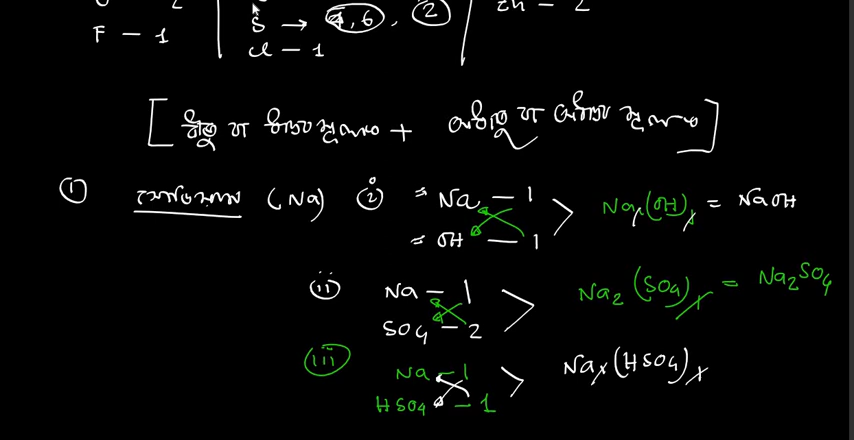 F – 1
S → 4, 6, 2
Zn – 2
Cl – 1
[ ধাতু বা ধাতব মূলক + অধাতু বা অধাতব মূলক ]
① সোডিয়াম (Na) ⓘ = Na – 1 > Na₁(OH)₁ = NaOH
= OH – 1
ⅱ Na – 1 > Na₂(SO₄)₁ = Na₂SO₄
SO₄ – 2
ⅲ Na – 1 > Na₁(HSO₄)₁
HSO₄ – 1